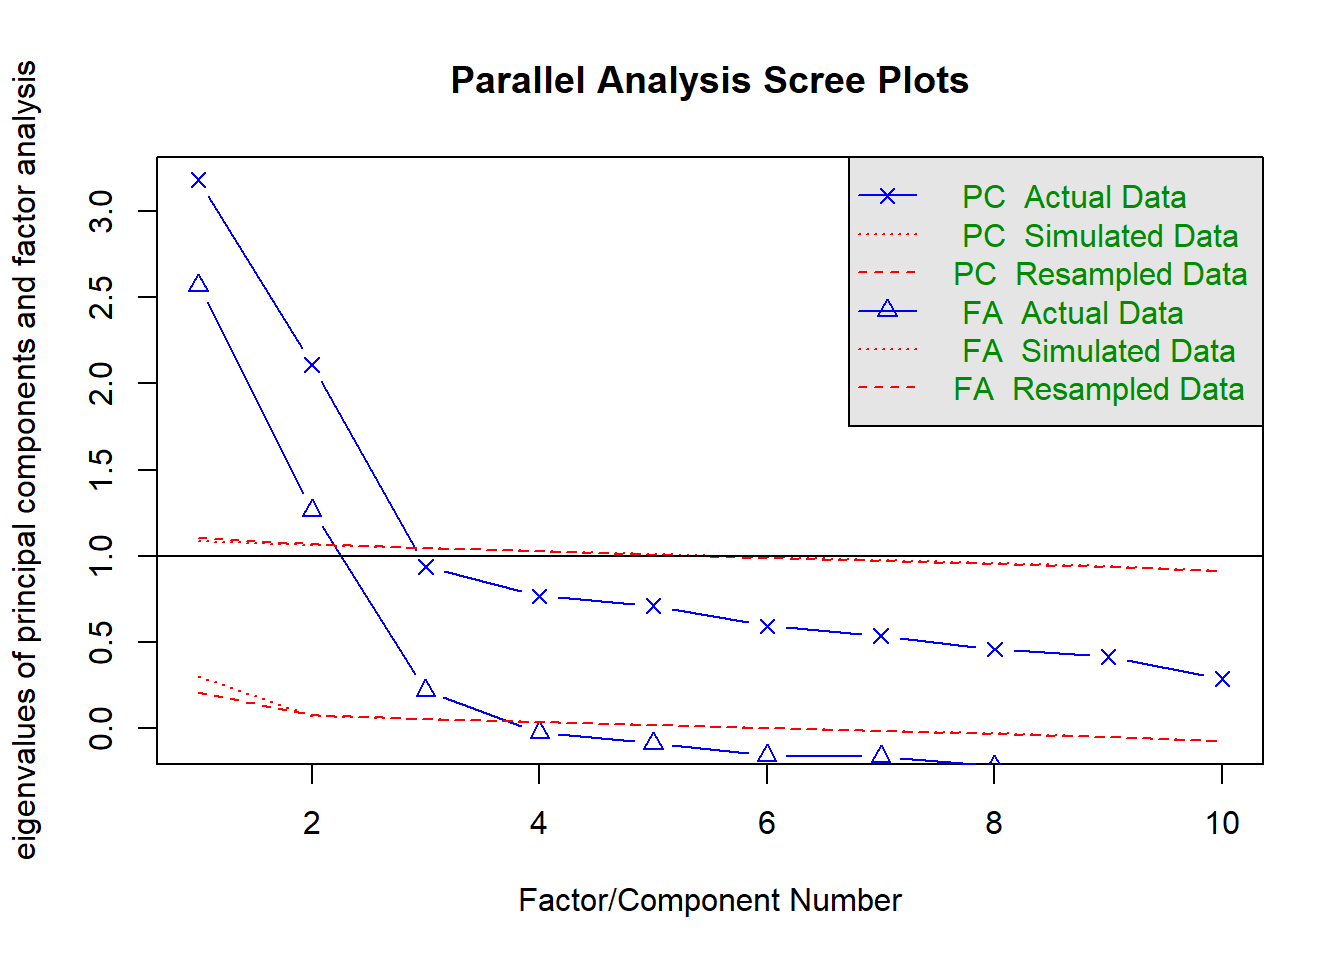 Parallel Analysis Scree Plots
eigenvalues of principal components and factor analysis
3.0
2.5
2.0
1.5
1.0
0.5
0.0
PC Actual Data
PC Simulated Data
PC Resampled Data
FA Actual Data
FA Simulated Data
FA Resampled Data
2 4 6 8 10
Factor/Component Number